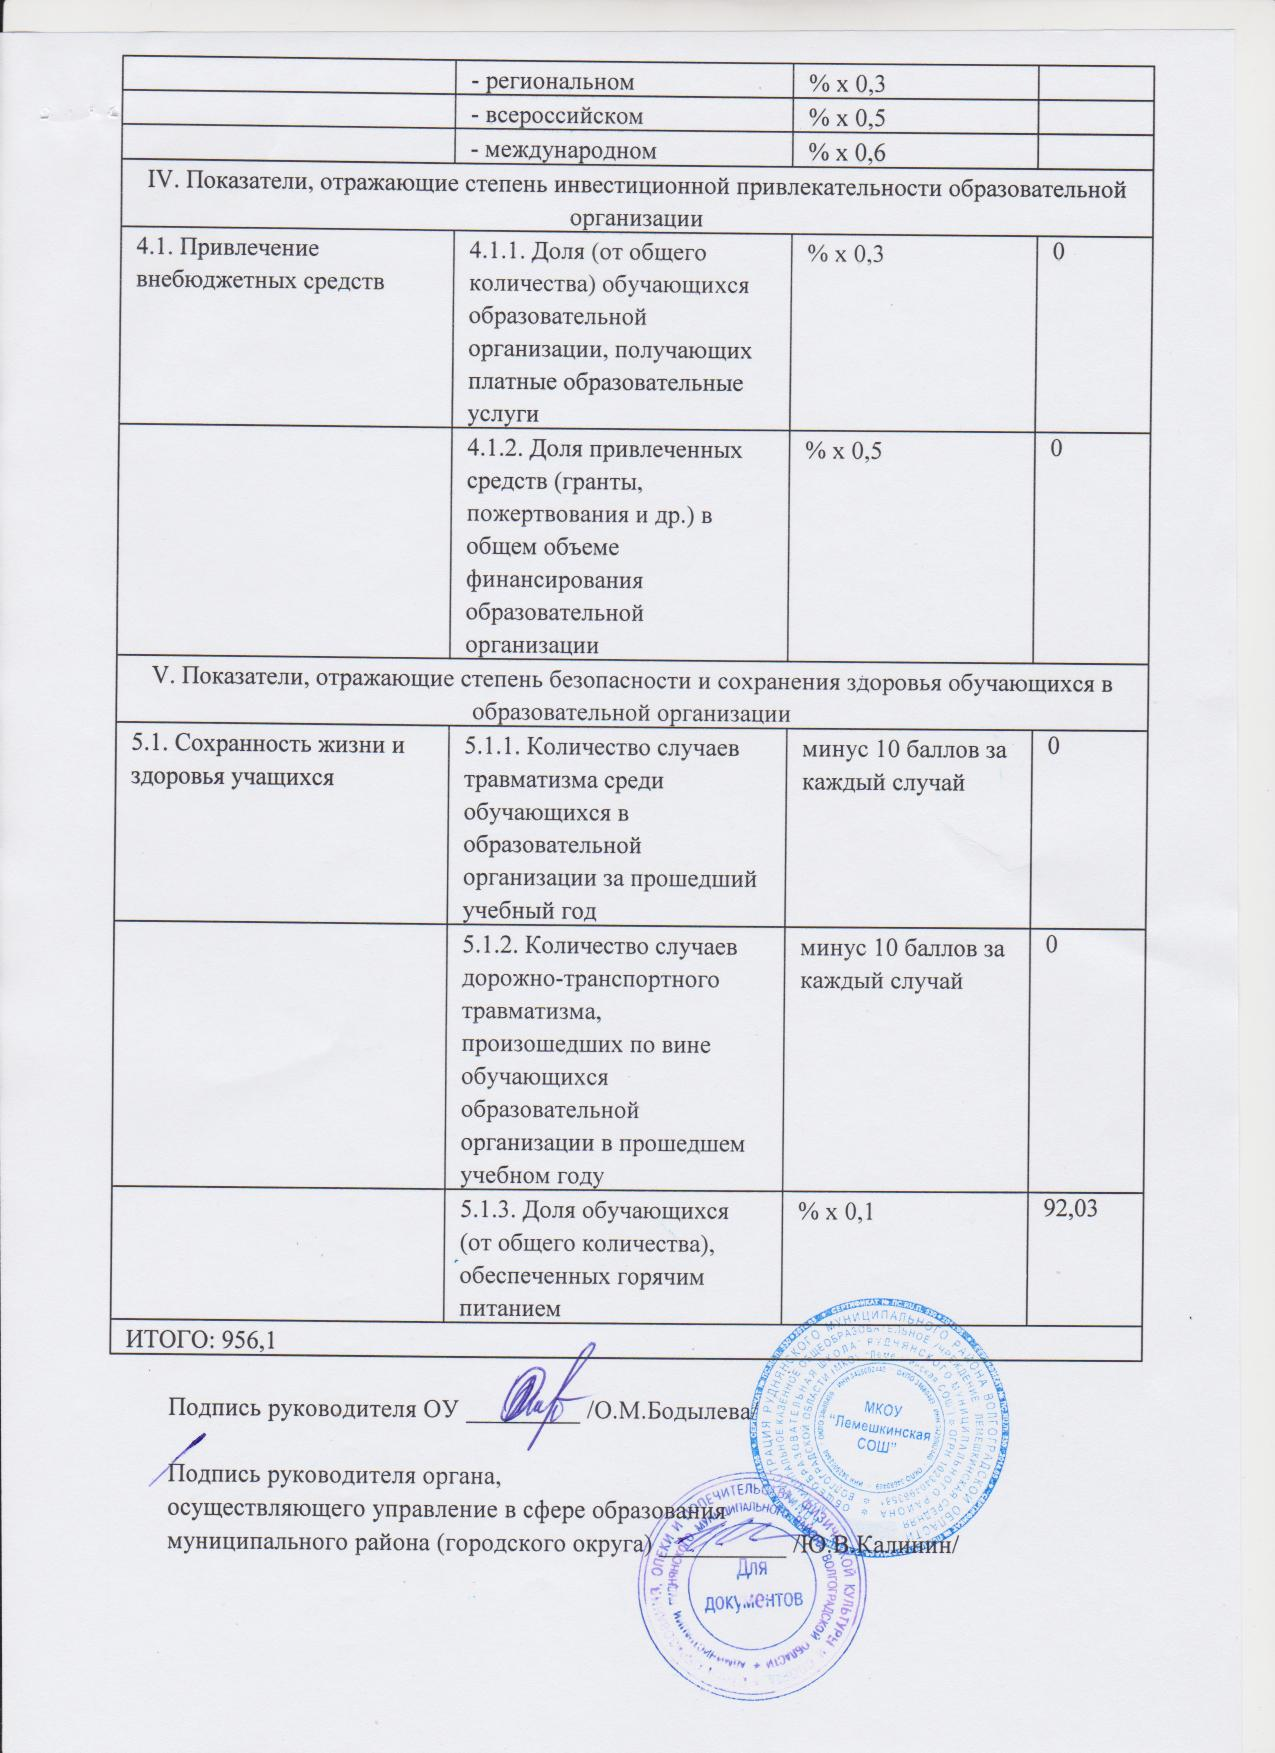 - региональном % х 0,3
- всероссийском % х 0,5
- международном % х 0,6
IV. Показатели, отражающие степень инвестиционной привлекательности образовательной
организации
4.1. Привлечение
внебюджетных средств
4.1.1. Доля (от общего
количества) обучающихся
образовательной
организации, получающих
платные образовательные
услуги
% х 0,3
0
4.1.2. Доля привлеченных
средств (гранты,
пожертвования и др.) в
общем объеме
финансирования
образовательной
организации
% х 0,5
0
V. Показатели, отражающие степень безопасности и сохранения здоровья обучающихся в
образовательной организации
5.1. Сохранность жизни и
здоровья учащихся
5.1.1. Количество случаев
травматизма среди
обучающихся в
образовательной
организации за прошедший
учебный год
минус 10 баллов за
каждый случай
0
5.1.2. Количество случаев
дорожно-транспортного
травматизма,
произошедших по вине
обучающихся
образовательной
организации в прошедшем
учебном году
минус 10 баллов за
каждый случай
0
5.1.3. Доля обучающихся
(от общего количества),
обеспеченных горячим
питанием
% х 0,1
92,03
ИТОГО: 956,1
Подпись руководителя ОУ _________ /О.М.Бодылева/
МКОУ
"Лемешкинская
СОШ"
Подпись руководителя органа,
осуществляющего управление в сфере образования
муниципального района (городского округа) __________ /Ю.В.Калинин/
Для
документов